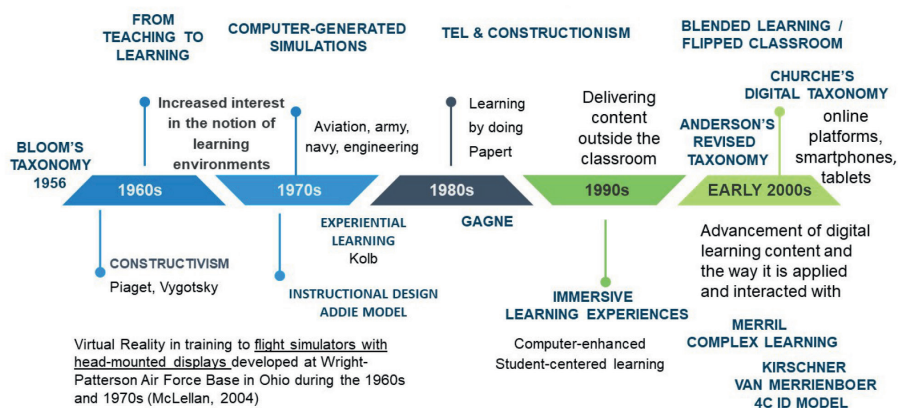 FROM
TEACHING TO
LEARNING
COMPUTER-GENERATED
SIMULATIONS
TEL & CONSTRUCTIONISM
BLENDED LEARNING /
FLIPPED CLASSROOM
CHURCHE'S
DIGITAL TAXONOMY
online
platforms,
smartphones,
tablets
Increased interest
in the notion of
learning
environments
Aviation, army,
navy, engineering
Learning
by doing
Papert
Delivering
content
outside the
classroom
ANDERSON'S
REVISED
TAXONOMY
BLOOM'S
TAXONOMY
1956
1960s
1970s
1980s
1990s
EARLY 2000s
CONSTRUCTIVISM
Piaget, Vygotsky
EXPERIENTIAL
LEARNING
Kolb
INSTRUCTIONAL DESIGN
ADDIE MODEL
GAGNE
IMMERSIVE
LEARNING EXPERIENCES
Computer-enhanced
Student-centered learning
Advancement of digital
learning content and
the way it is applied
and interacted with
MERRIL
COMPLEX LEARNING
KIRSCHNER
VAN MERRIENBOER
4C ID MODEL
Virtual Reality in training to flight simulators with
head-mounted displays developed at Wright-
Patterson Air Force Base in Ohio during the 1960s
and 1970s (McLellan, 2004)